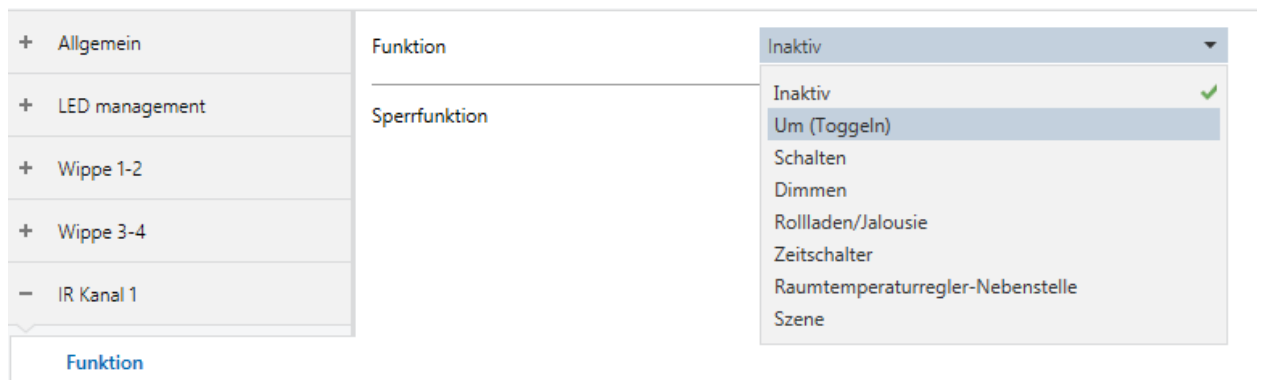 Allgemein
LED management
Wippe 1-2
Wippe 3-4
IR Kanal 1
Funktion
Funktion
Inaktiv
Sperrfunktion
Inaktiv
Um (Toggeln)
Schalten
Dimmen
Rollladen/Jalousie
Zeitschalter
Raumtemperaturregler-Nebenstelle
Szene